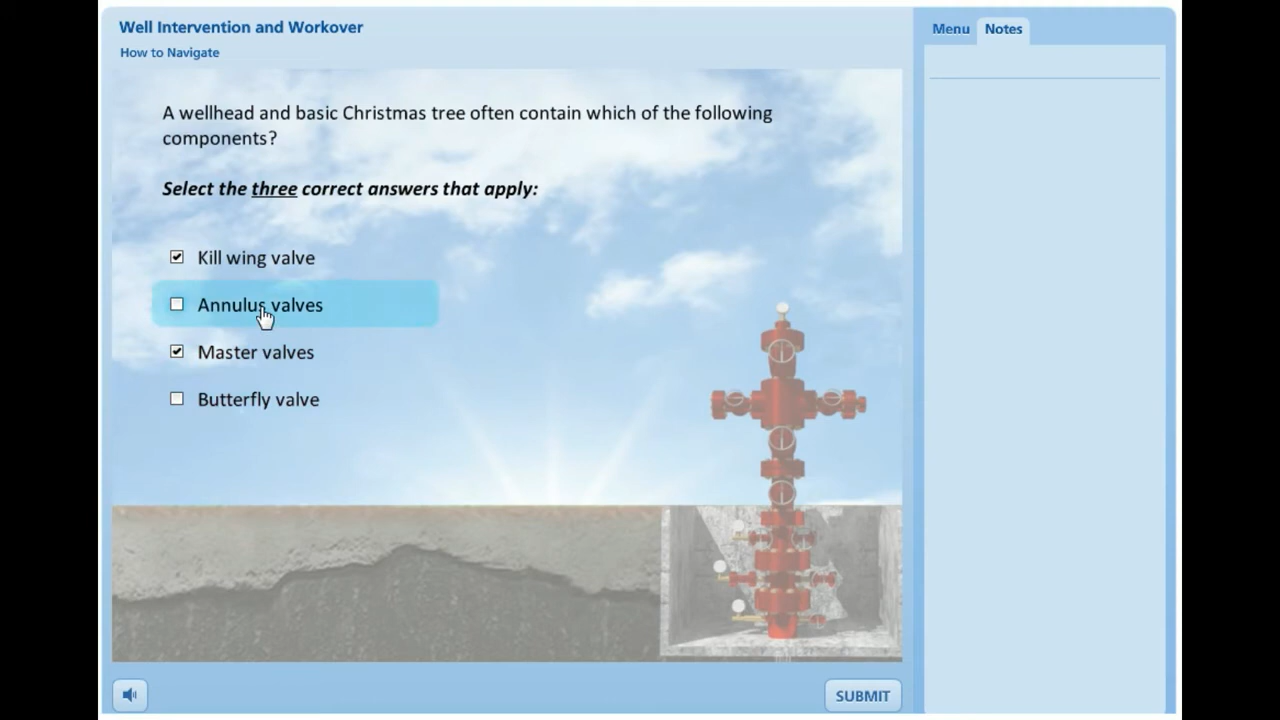 Well Intervention and Workover
How to Navigate
Menu
Notes
A wellhead and basic Christmas tree often contain which of the following
components?
Select the three correct answers that apply:
Kill wing valve
Annulus valves
Master valves
Butterfly valve
SUBMIT